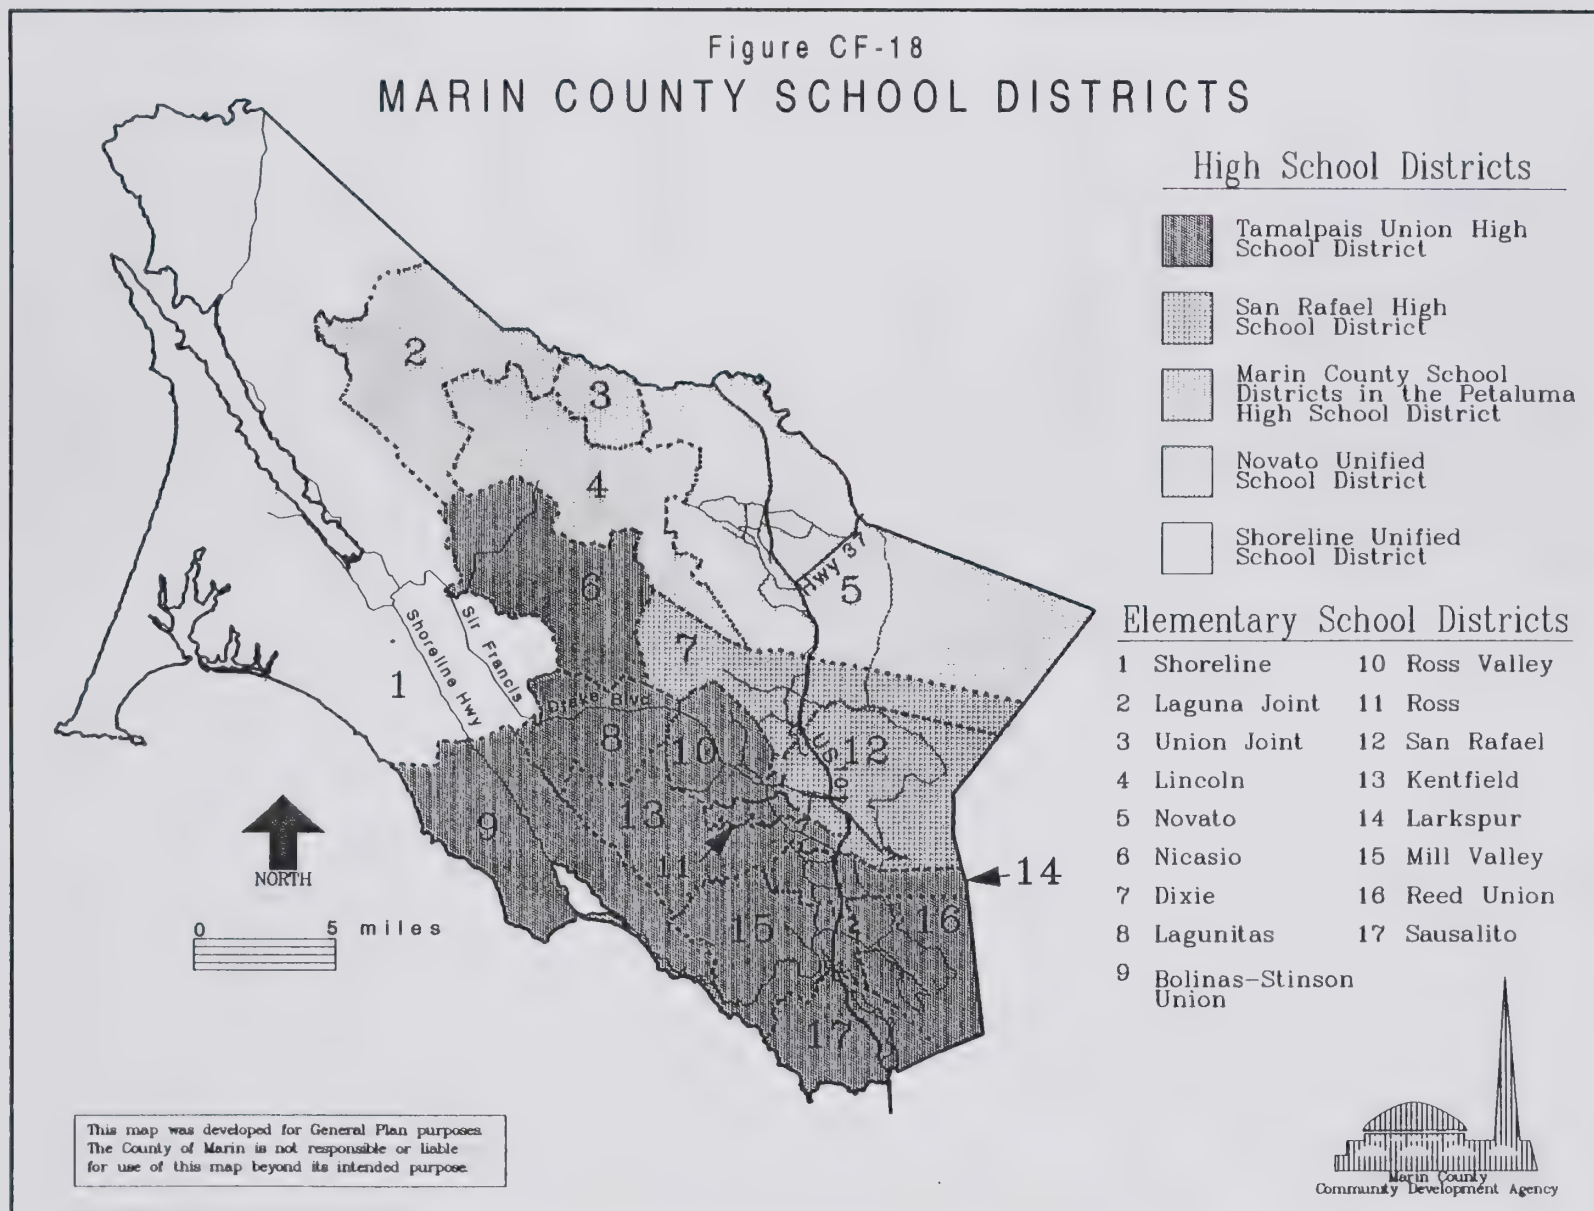 Figure CF-18
MARIN COUNTY SCHOOL DISTRICTS
High School Districts
Tamalpais Union High
School District
San Rafael High
School District
Marin County School
Districts in the Petaluma
High School District
Novato Unified
School District
Shoreline Unified
School District
Elementary School Districts
1 Shoreline
2 Laguna Joint
3 Union Joint
4 Lincoln
5 Novato
6 Nicasio
7 Dixie
8 Lagunitas
9 Bolinas-Stinson
Union
10 Ross Valley
11 Ross
12 San Rafael
13 Kentfield
14 Larkspur
15 Mill Valley
16 Reed Union
17 Sausalito
2
3
4
Hwy 37
5
6
7
Sir Francis
Drake Blvd
Shoreline Hwy
1
8
10
US 101
12
9
13
11
14
15
16
17
NORTH
0 5 miles
This map was developed for General Plan purposes.
The County of Marin is not responsible or liable
for use of this map beyond its intended purpose.
Marin County
Community Development Agency